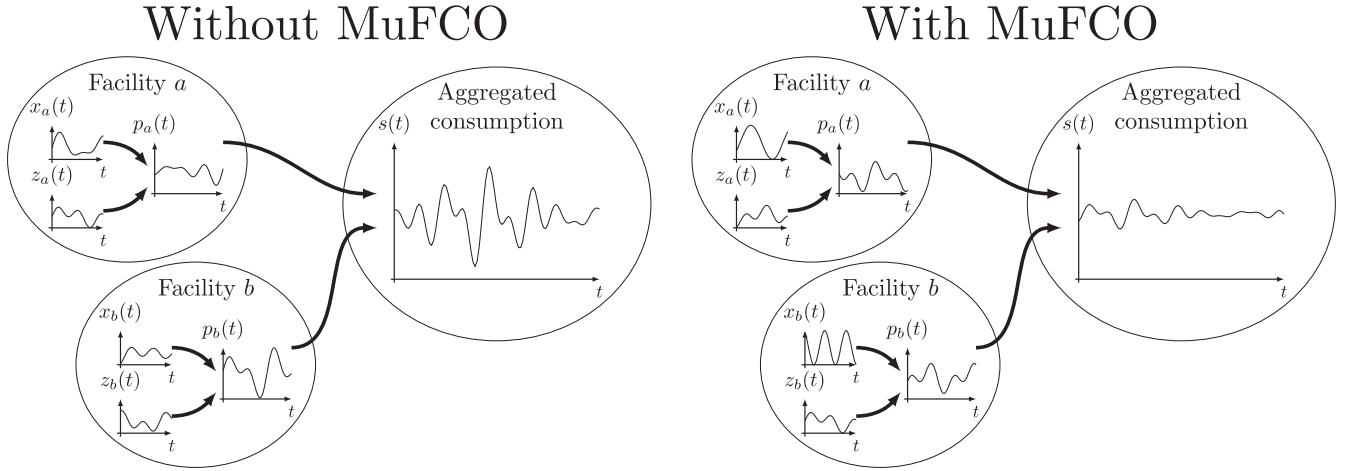 Without MuFCO
Facility a
x_a(t)
p_a(t)
t
z_a(t)
t
t
Aggregated
consumption
s(t)
t
Facility b
x_b(t)
p_b(t)
t
z_b(t)
t
t
With MuFCO
Facility a
x_a(t)
p_a(t)
t
z_a(t)
t
t
Aggregated
consumption
s(t)
t
Facility b
x_b(t)
p_b(t)
t
z_b(t)
t
t